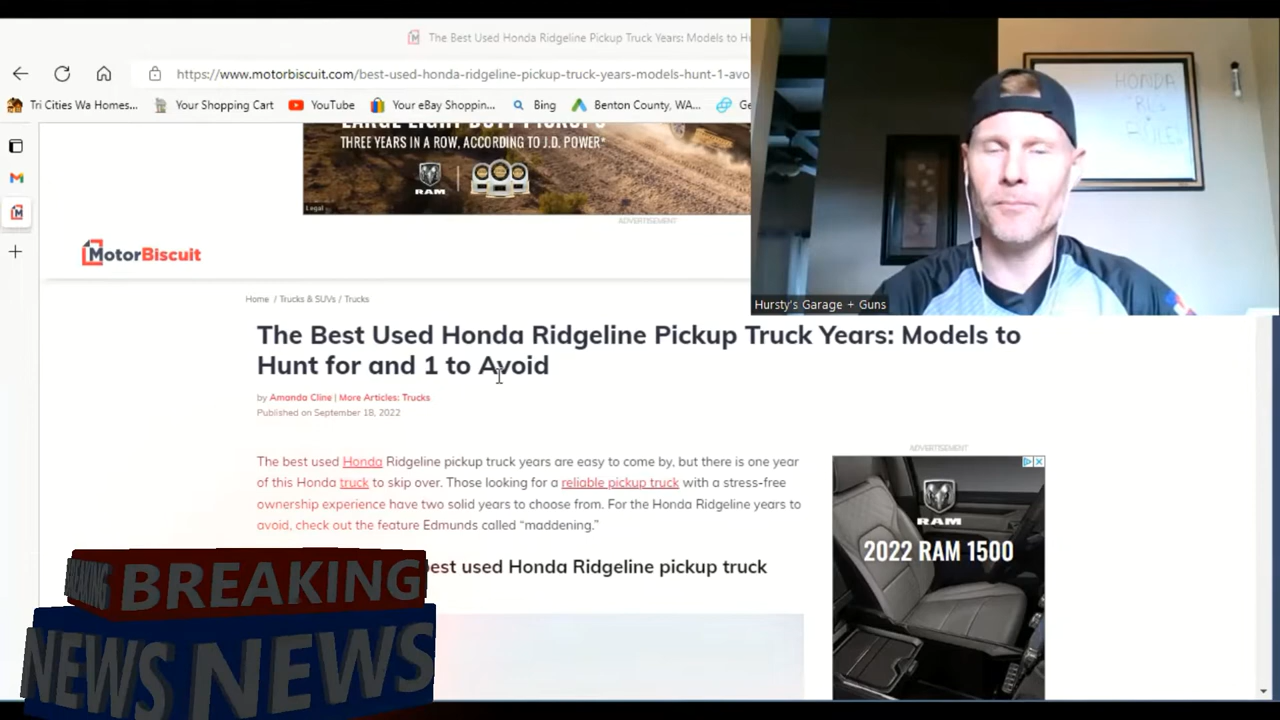 The Best Used Honda Ridgeline Pickup Truck Years: Models to Hu
https://www.motorbiscuit.com/best-used-honda-ridgeline-pickup-truck-years-models-hunt-1-avo
Tri Cities Wa Homes...
Your Shopping Cart
YouTube
Your eBay Shoppin...
Bing
Benton County, WA...
Ge
LARGE LIGHT DUTY PICKUPS
THREE YEARS IN A ROW, ACCORDING TO J.D. POWER*
RAM
Legal
ADVERTISEMENT
HONDA
Hursty's Garage + Guns
MotorBiscuit
Home / Trucks & SUVs / Trucks
The Best Used Honda Ridgeline Pickup Truck Years: Models to
Hunt for and 1 to Avoid
by Amanda Cline | More Articles: Trucks
Published on September 18, 2022
The best used Honda Ridgeline pickup truck years are easy to come by, but there is one year
of this Honda truck to skip over. Those looking for a reliable pickup truck with a stress-free
ownership experience have two solid years to choose from. For the Honda Ridgeline years to
avoid, check out the feature Edmunds called “maddening.”
est used Honda Ridgeline pickup truck
ADVERTISEMENT
RAM
2022 RAM 1500
BREAKING BREAKING
NEWS NEWS